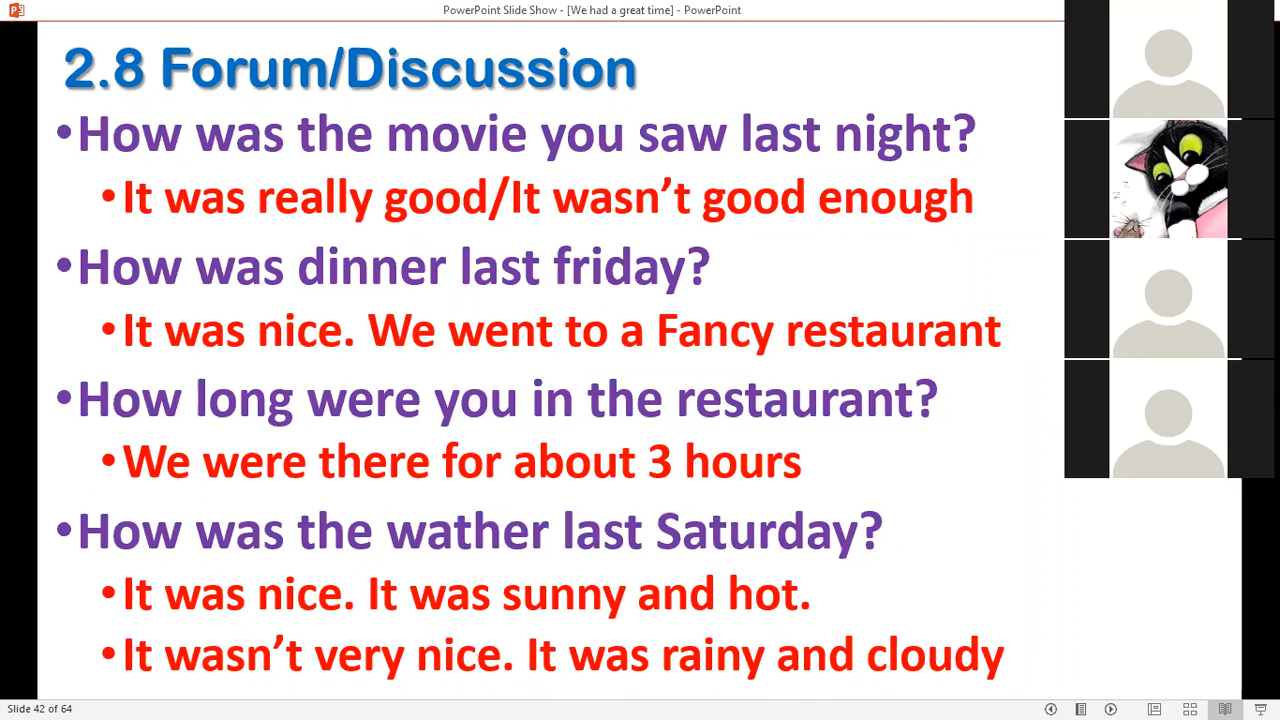 PowerPoint Slide Show - [We had a great time] - PowerPoint
2.8 Forum/Discussion
•How was the movie you saw last night?
•It was really good/It wasn’t good enough
•How was dinner last friday?
•It was nice. We went to a Fancy restaurant
•How long were you in the restaurant?
•We were there for about 3 hours
•How was the wather last Saturday?
•It was nice. It was sunny and hot.
•It wasn’t very nice. It was rainy and cloudy
Slide 42 of 64